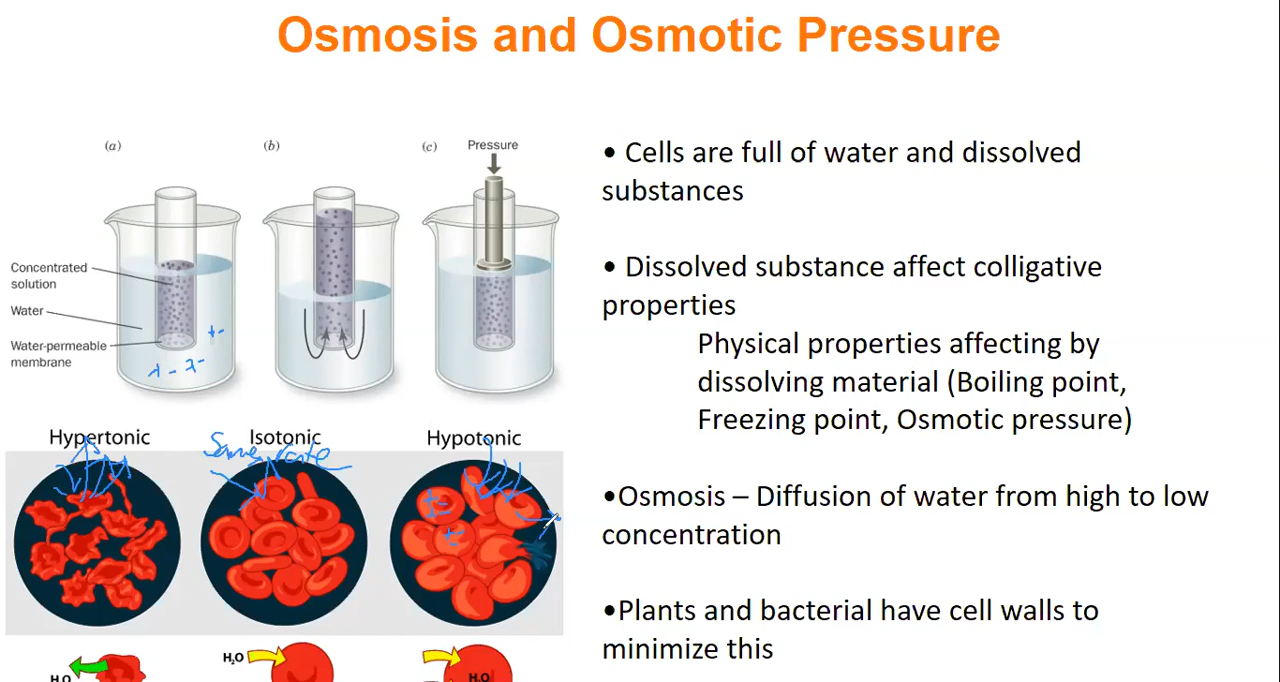 Osmosis and Osmotic Pressure
(a)
(b)
(c)
Pressure
Concentrated
solution
Water
Water-permeable
membrane
+-
+- +-
Hypertonic
Isotonic
Hypotonic
Same rate
+-
+-
H₂O
H₂O
H₂O
• Cells are full of water and dissolved
substances
• Dissolved substance affect colligative
properties
Physical properties affecting by
dissolving material (Boiling point,
Freezing point, Osmotic pressure)
•Osmosis – Diffusion of water from high to low
concentration
•Plants and bacterial have cell walls to
minimize this